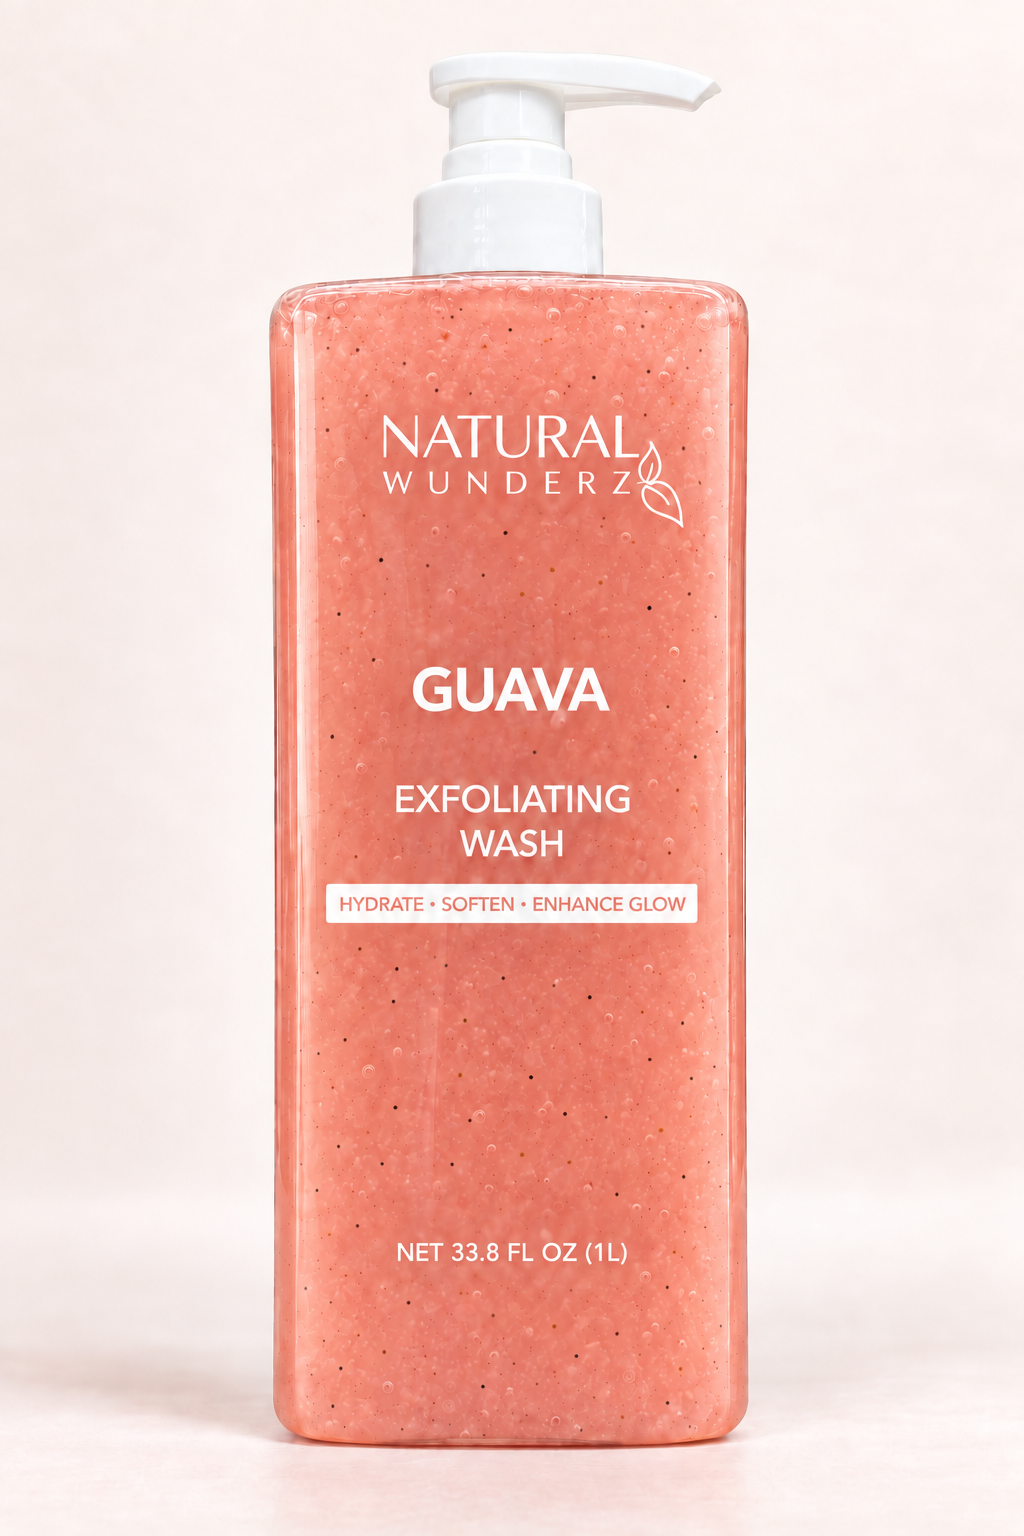 NATURAL
WUNDERZ
GUAVA
EXFOLIATING
WASH
HYDRATE • SOFTEN • ENHANCE GLOW
NET 33.8 FL OZ (1L)